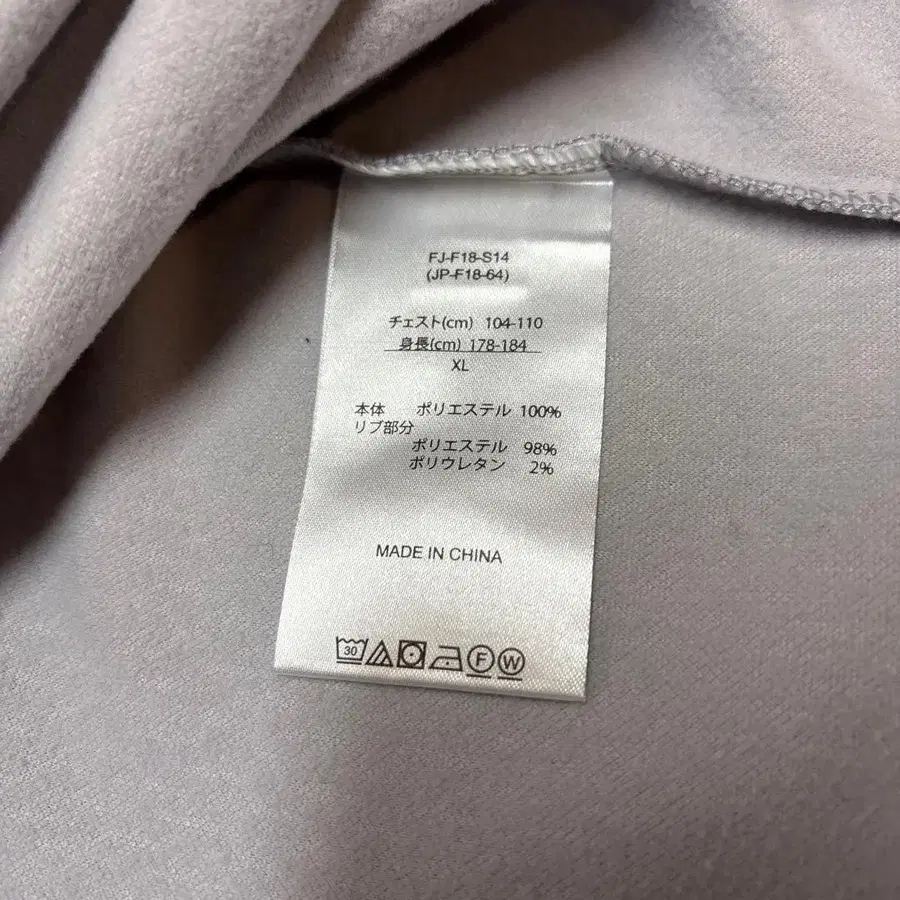 FJ-F18-S14
(JP-F18-64)
チェスト(cm) 104-110
身長(cm) 178-184
XL
本体 ポリエステル 100%
リブ部分
ポリエステル 98%
ポリウレタン 2%
MADE IN CHINA
30 F W